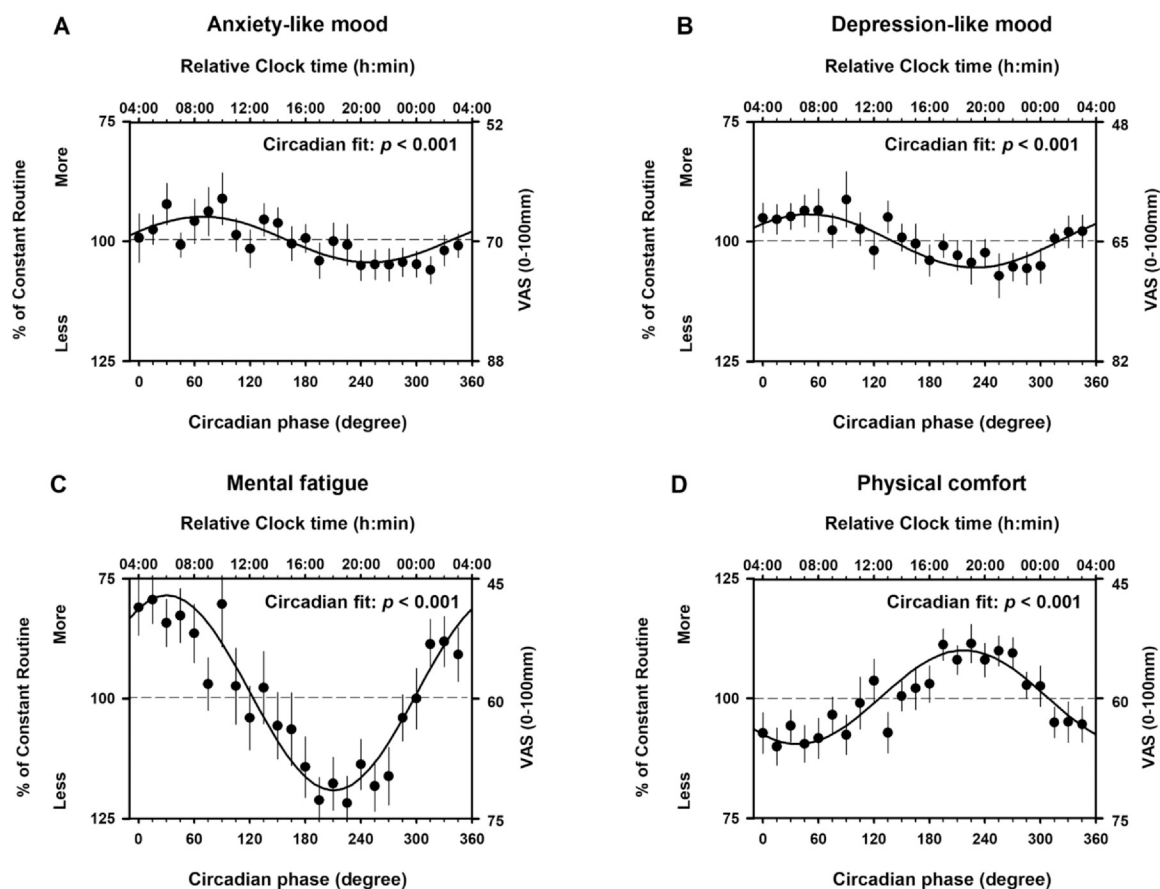 A Anxiety-like mood
Relative Clock time (h:min)
04:00 08:00 12:00 16:00 20:00 00:00 04:00
Circadian fit: p < 0.001
% of Constant Routine
More
Less
75
100
125
VAS (0-100mm)
52
70
88
0 60 120 180 240 300 360
Circadian phase (degree)
B Depression-like mood
Relative Clock time (h:min)
04:00 08:00 12:00 16:00 20:00 00:00 04:00
Circadian fit: p < 0.001
% of Constant Routine
More
Less
75
100
125
VAS (0-100mm)
48
65
82
0 60 120 180 240 300 360
Circadian phase (degree)
C Mental fatigue
Relative Clock time (h:min)
04:00 08:00 12:00 16:00 20:00 00:00 04:00
Circadian fit: p < 0.001
% of Constant Routine
More
Less
75
100
125
VAS (0-100mm)
45
60
75
0 60 120 180 240 300 360
Circadian phase (degree)
D Physical comfort
Relative Clock time (h:min)
04:00 08:00 12:00 16:00 20:00 00:00 04:00
Circadian fit: p < 0.001
% of Constant Routine
More
Less
125
100
75
VAS (0-100mm)
45
60
75
0 60 120 180 240 300 360
Circadian phase (degree)